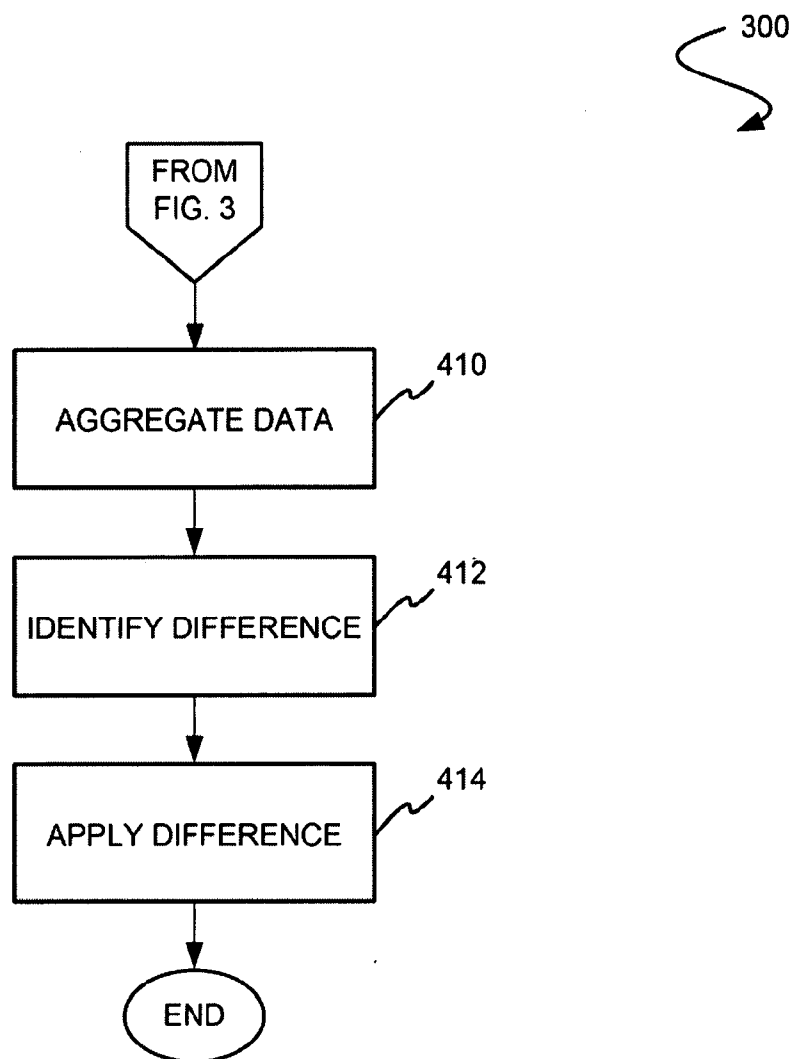 300
FROM
FIG. 3
410
AGGREGATE DATA
412
IDENTIFY DIFFERENCE
414
APPLY DIFFERENCE
END